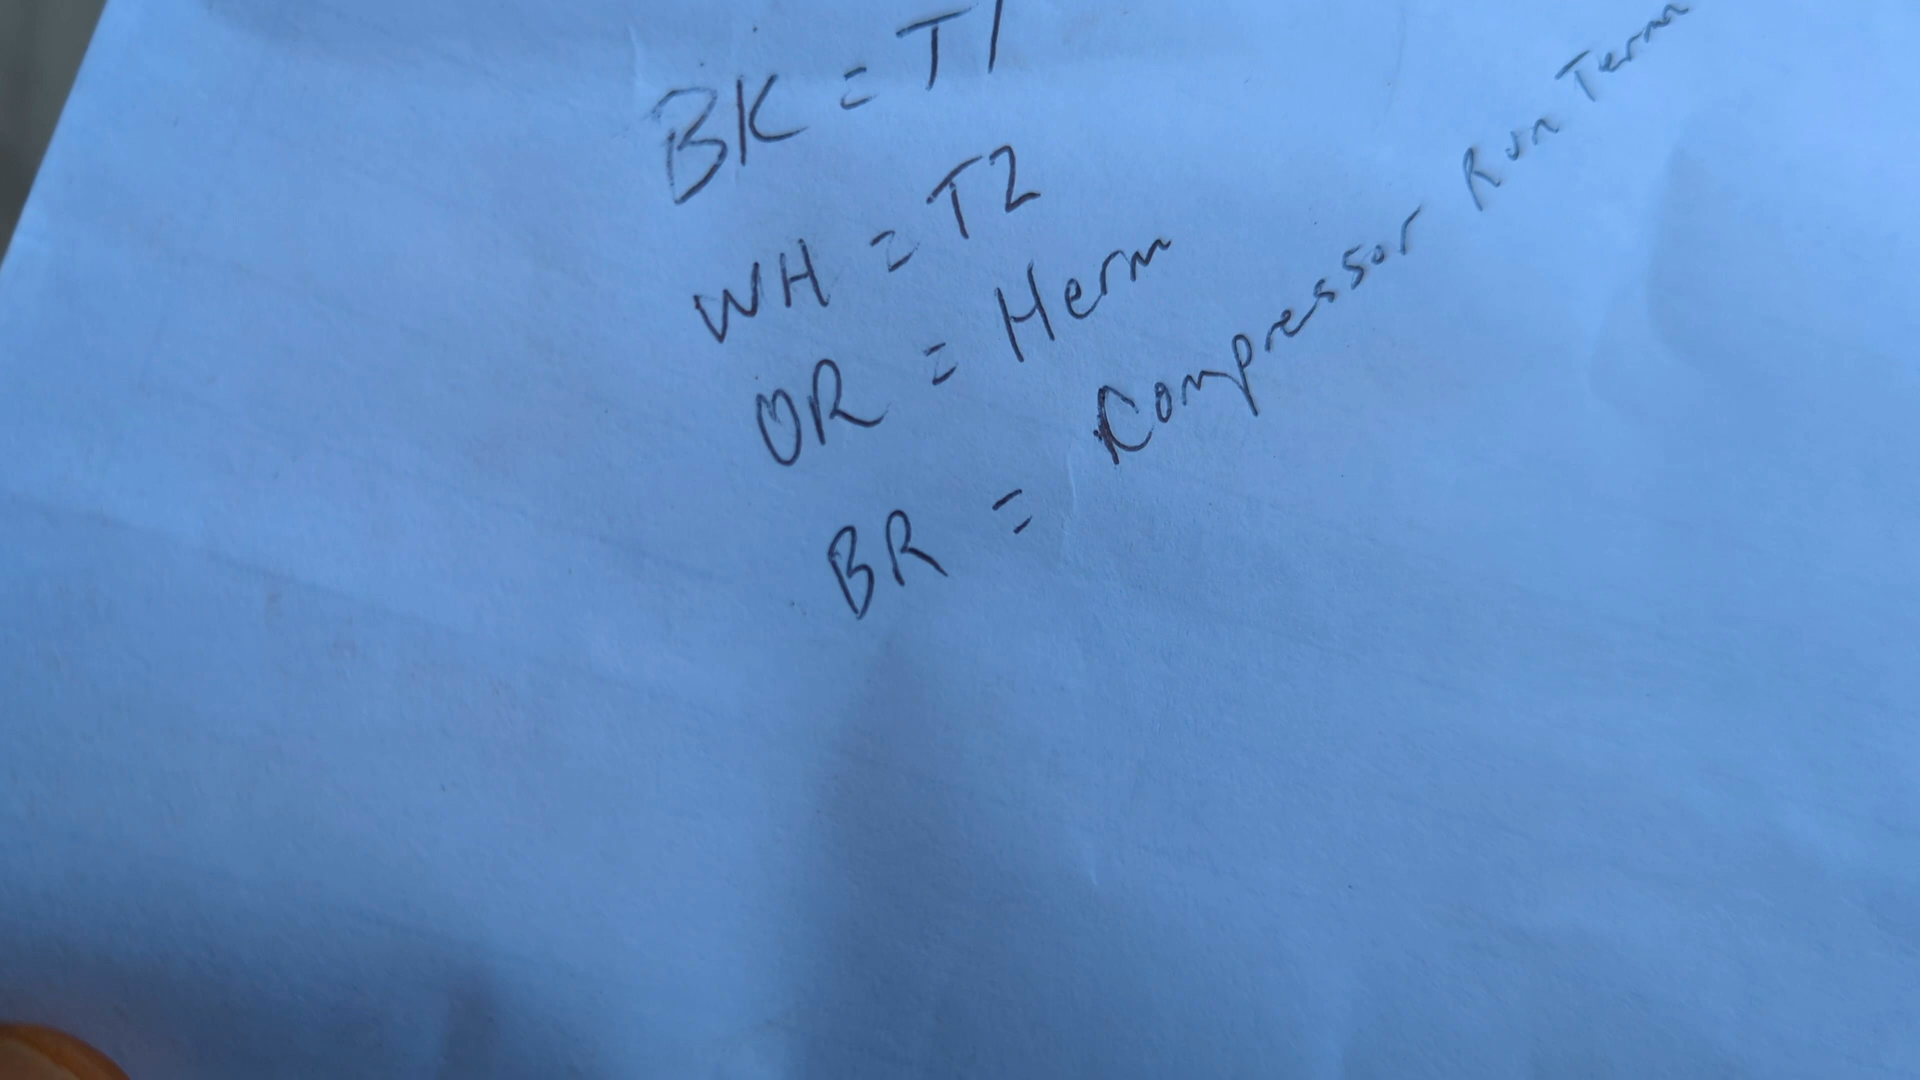 BK = T1
WH = T2
OR = Herm
BR = Compressor Run Term